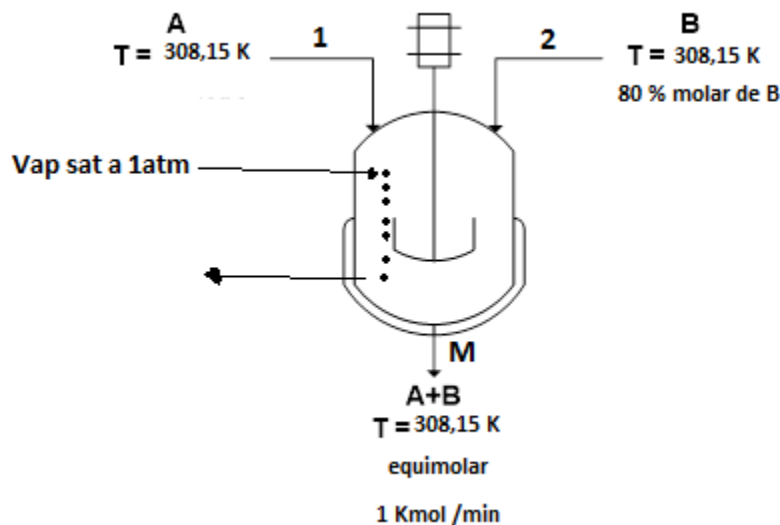 A
T = 308,15 K
1
2
B
T = 308,15 K
80 % molar de B
Vap sat a 1atm
M
A+B
T = 308,15 K
equimolar
1 Kmol /min